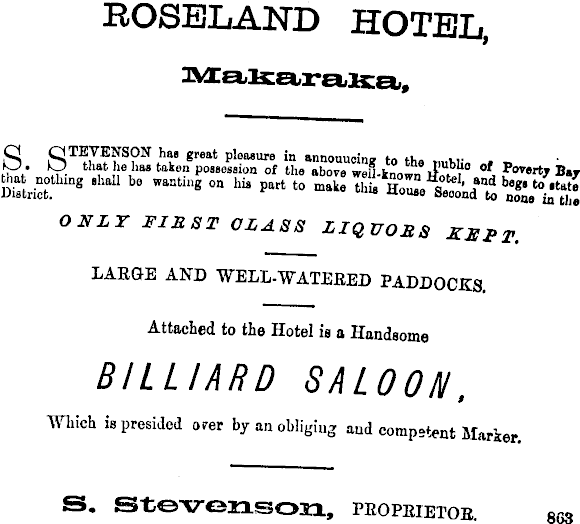 ROSELAND HOTEL,
Makaraka,
S. STEVENSON has great pleasure in announcing to the public of Poverty Bay
that he has taken possession of the above well-known Hotel, and begs to state
that nothing shall be wanting on his part to make this House Second to none in the
District.
ONLY FIRST CLASS LIQUORS KEPT.
LARGE AND WELL-WATERED PADDOCKS.
Attached to the Hotel is a Handsome
BILLIARD SALOON,
Which is presided over by an obliging and competent Marker.
S. Stevenson, PROPRIETOR. 863